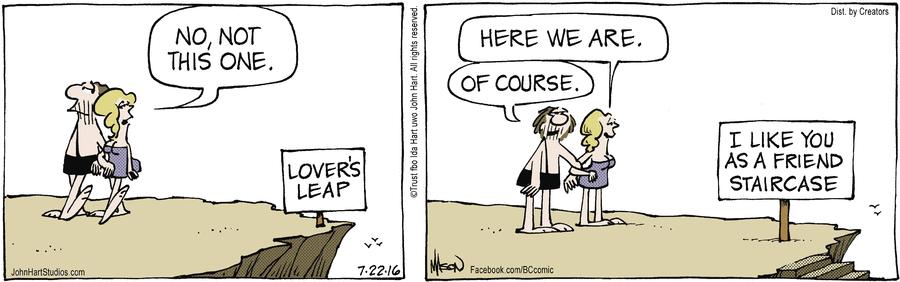 NO, NOT
THIS ONE.
LOVER'S
LEAP
JohnHartStudios.com
7-22-16
©Trust fbo Ida Hart uwo John Hart. All rights reserved.
Dist. by Creators
HERE WE ARE.
OF COURSE.
I LIKE YOU
AS A FRIEND
STAIRCASE
MASON
Facebook.com/BCcomic